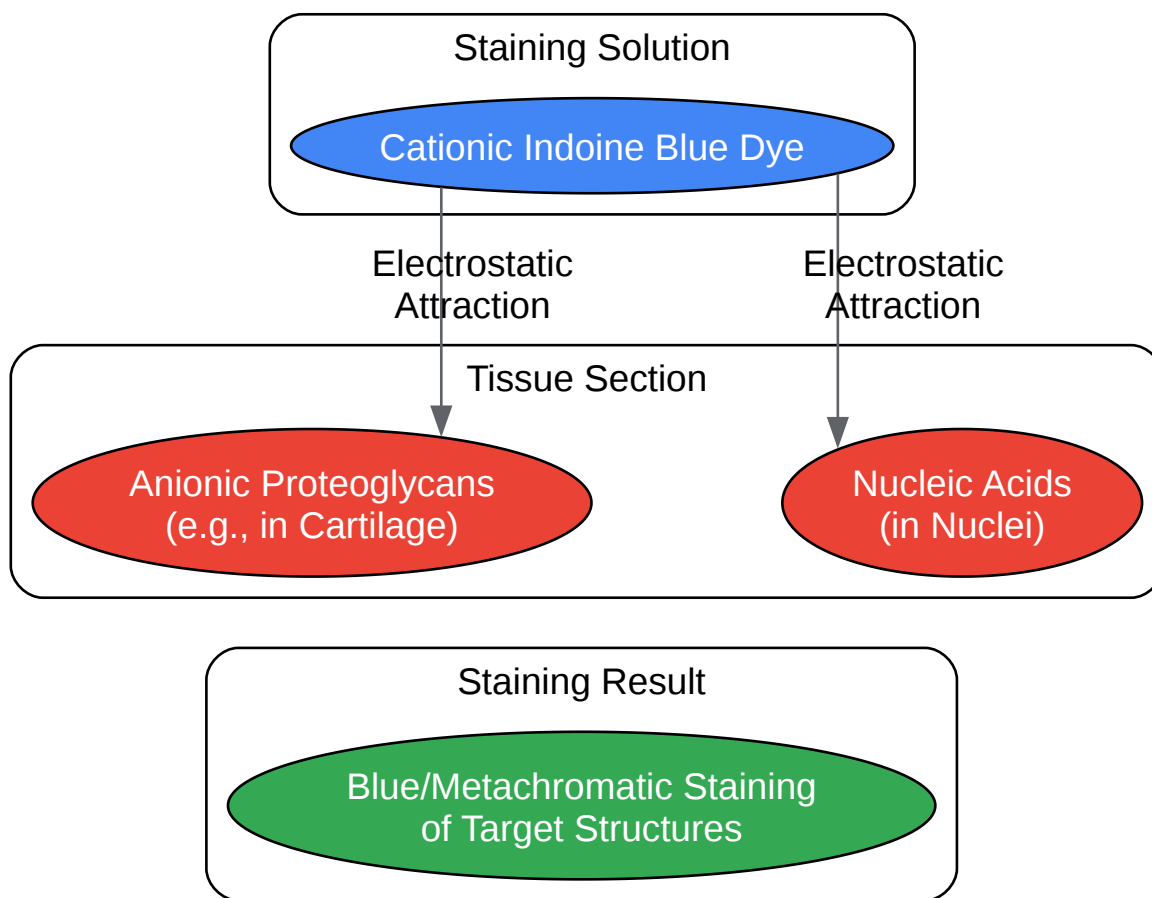 Staining Solution
Cationic Indoine Blue Dye
Electrostatic
Attraction
Electrostatic
Attraction
Tissue Section
Anionic Proteoglycans
(e.g., in Cartilage)
Nucleic Acids
(in Nuclei)
Staining Result
Blue/Metachromatic Staining
of Target Structures